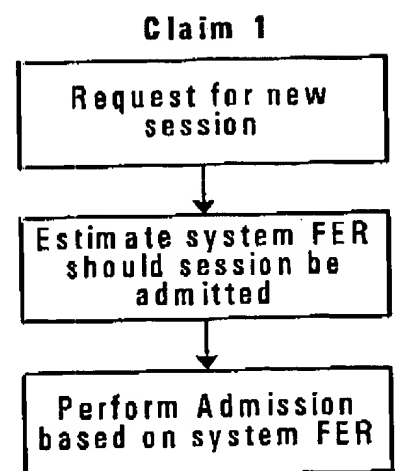 Claim 1
Request for new
session
Estimate system FER
should session be
admitted
Perform Admission
based on system FER